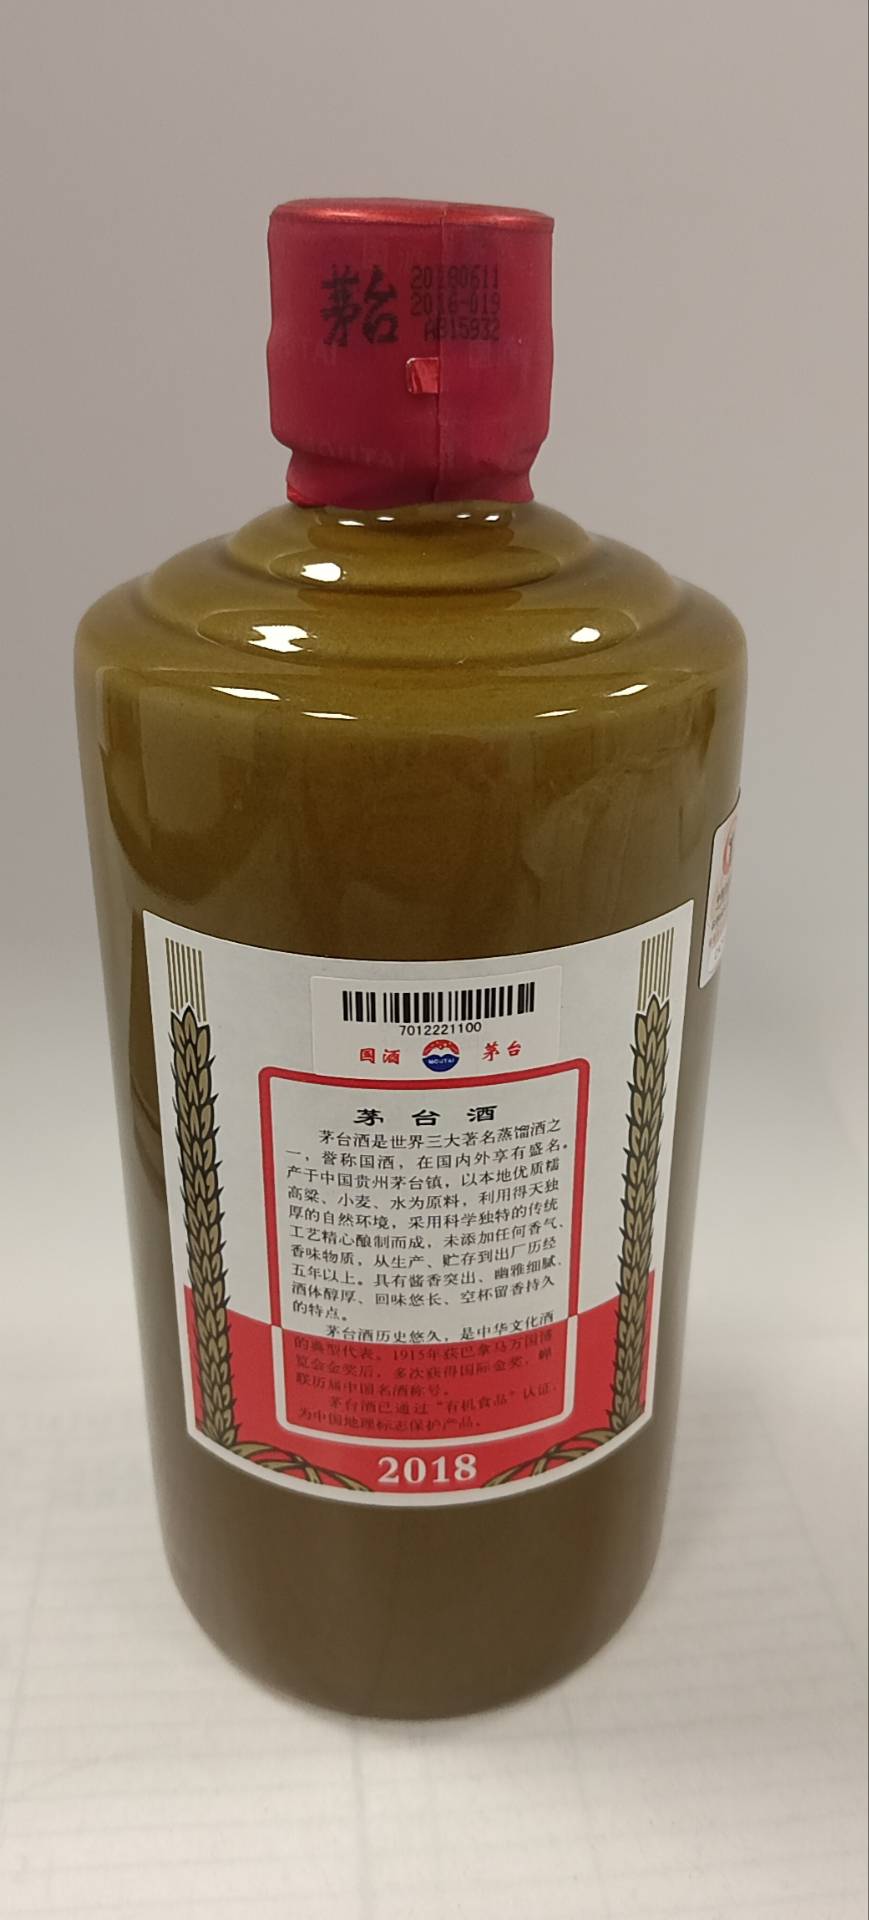 茅台
20180611
2016-019
AB15932
7012221100
国酒
MOUTAI
茅台
茅台酒
茅台酒是世界三大著名蒸馏酒之
一，誉称国酒，在国内外享有盛名。
产于中国贵州茅台镇，以本地优质糯
高粱、小麦、水为原料，利用得天独
厚的自然环境，采用科学独特的传统
工艺精心酿制而成，未添加任何香气、
香味物质，从生产、贮存到出厂历经
五年以上。具有酱香突出、幽雅细腻、
酒体醇厚、回味悠长、空杯留香持久
的特点。
茅台酒历史悠久，是中华文化酒
的典型代表。1915年获巴拿马万国博
览会金奖后，多次获得国际金奖，蝉
联历届中国名酒称号。
茅台酒已通过“有机食品”认证，
为中国地理标志保护产品。
2018